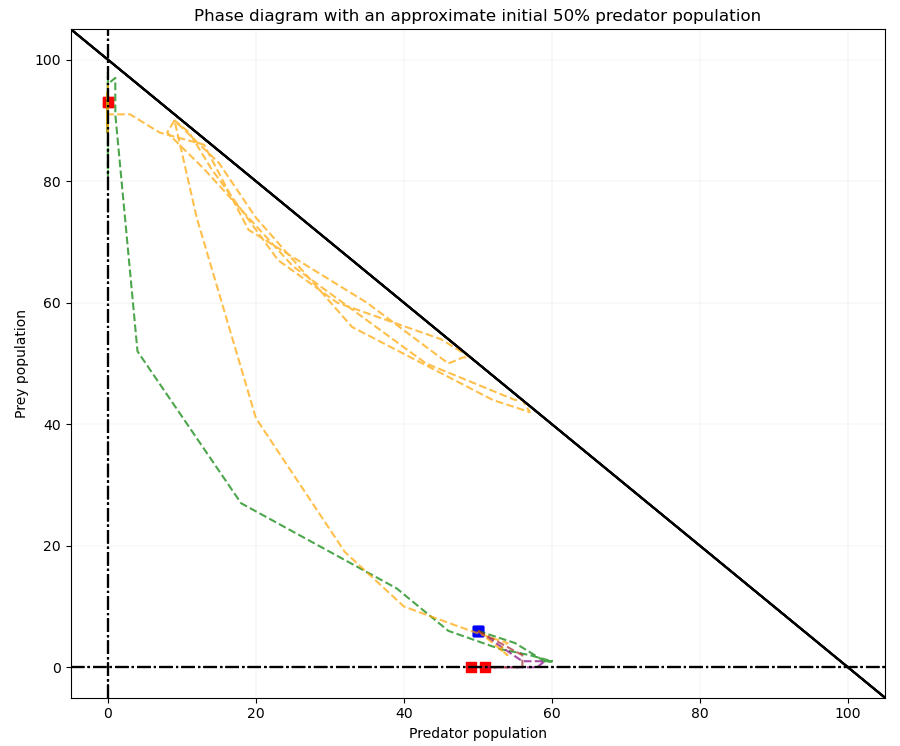 Phase diagram with an approximate initial 50% predator population
Prey population
100
80
60
40
20
0
0 20 40 60 80 100
Predator population